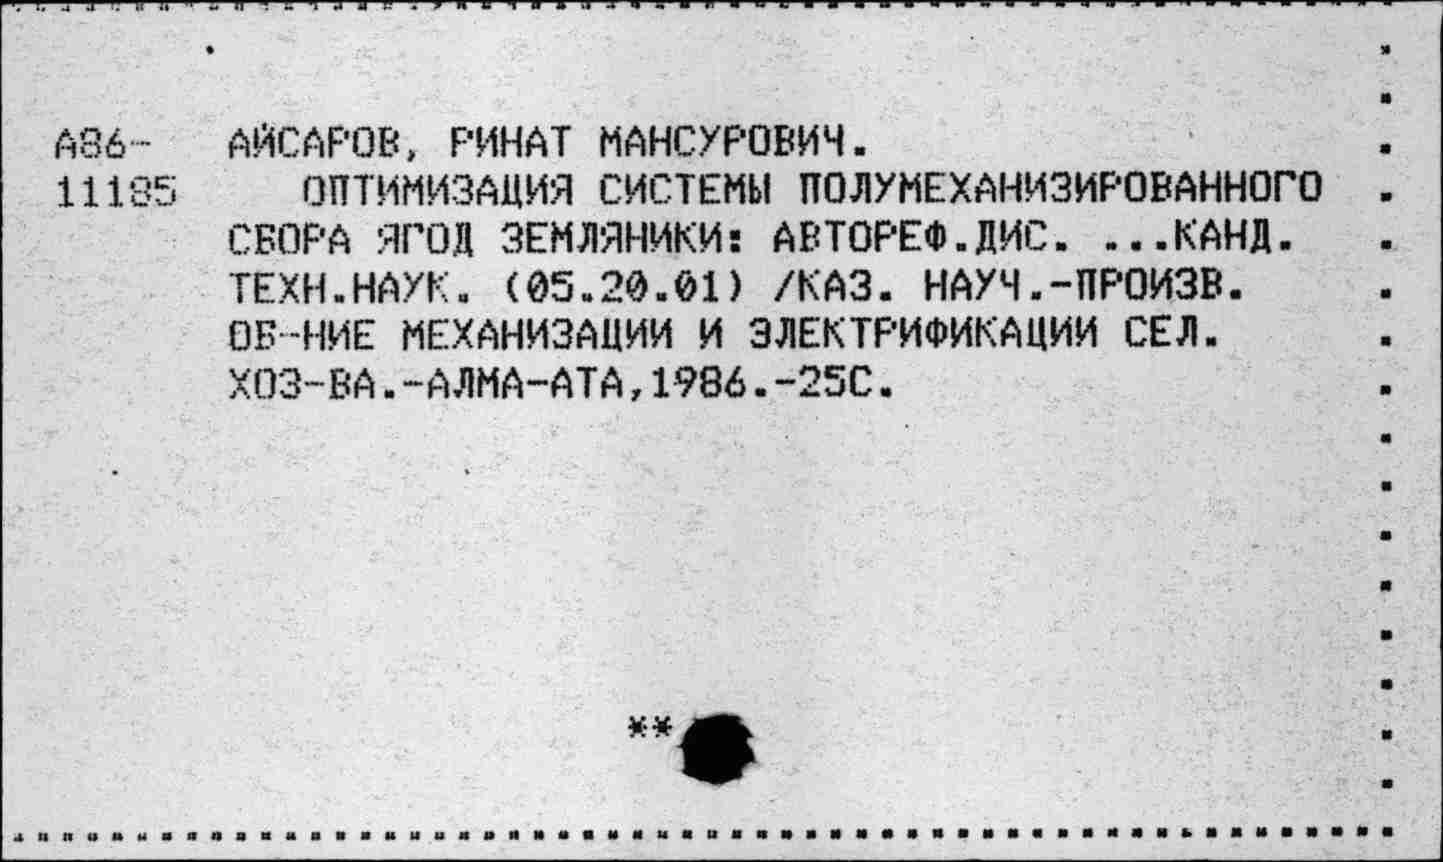 А86- АЙСАРОВ, РИНАТ МАНСУРОВИЧ.
11185 ОПТИМИЗАЦИЯ СИСТЕМЫ ПОЛУМЕХАНИЗИРОВАННОГО
СБОРА ЯГОД ЗЕМЛЯНИКИ: АВТОРЕФ.ДИС. ...КАНД.
ТЕХН.НАУК. (05.20.01) /КАЗ. НАУЧ.-ПРОИЗВ.
ОБ-НИЕ МЕХАНИЗАЦИИ И ЭЛЕКТРИФИКАЦИИ СЕЛ.
ХОЗ-ВА.-АЛМА-АТА,1986.-25С.
**